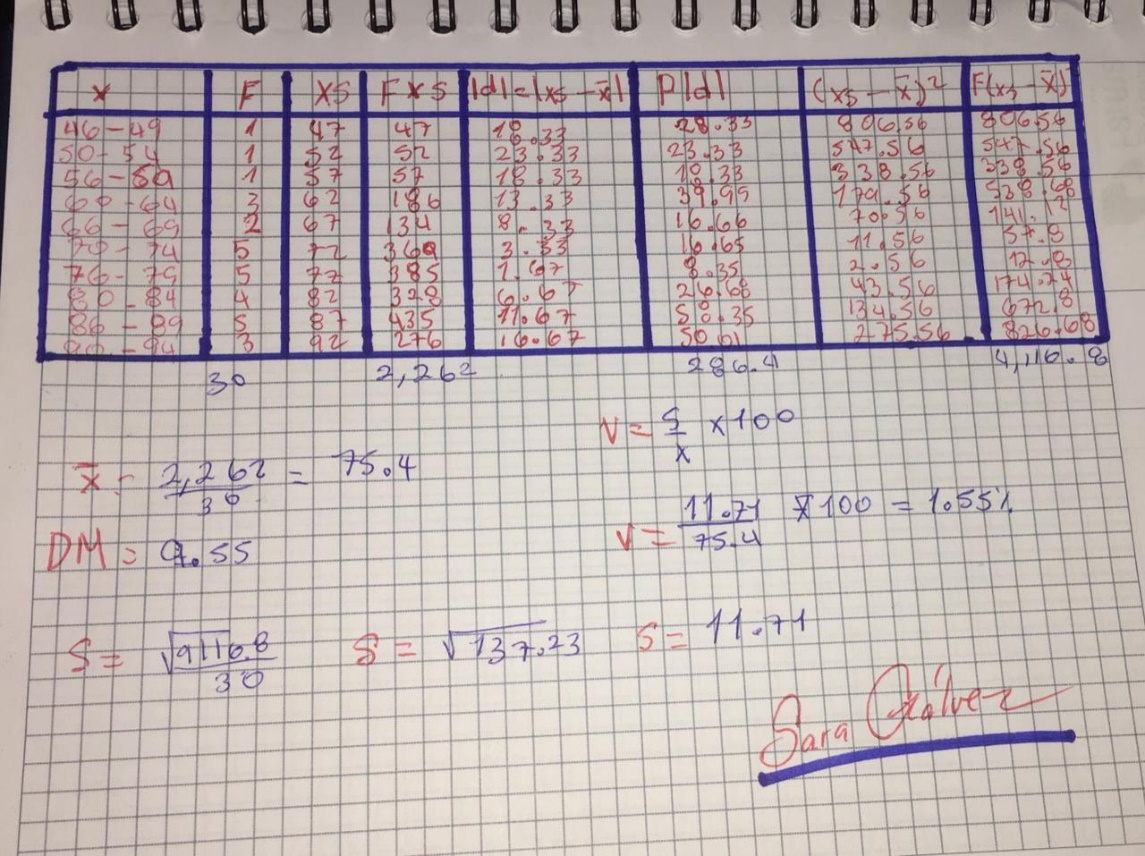 X F XS F XS |d|=|xs-x̄| P|d| (xs-x̄)² F(xs-x̄)
46-49 1 47 47 18.33 28.33 806.56 806.56
50-54 1 52 52 23.33 23.33 547.56 547.56
56-59 1 57 57 18.33 18.33 338.56 338.56
60-64 3 62 186 13.33 39.99 179.56 538.68
66-69 2 67 134 8.33 16.66 70.56 141.12
70-74 5 72 360 3.33 16.65 11.56 57.8
76-79 5 77 385 1.67 8.35 2.56 12.8
80-84 4 82 328 6.67 26.68 43.56 174.24
86-89 5 87 435 11.67 58.35 134.56 672.8
90-94 3 92 276 16.67 50.01 275.56 826.68
30 2,262 286.4 4,116.8
V = S/x x100
x̄ = 2,262/30 = 75.4
V = 11.71/75.4 x100 = 1.55%
DM = 9.55
S = √9116.8/30 S = √137.23 S = 11.71
Sara Gálvez